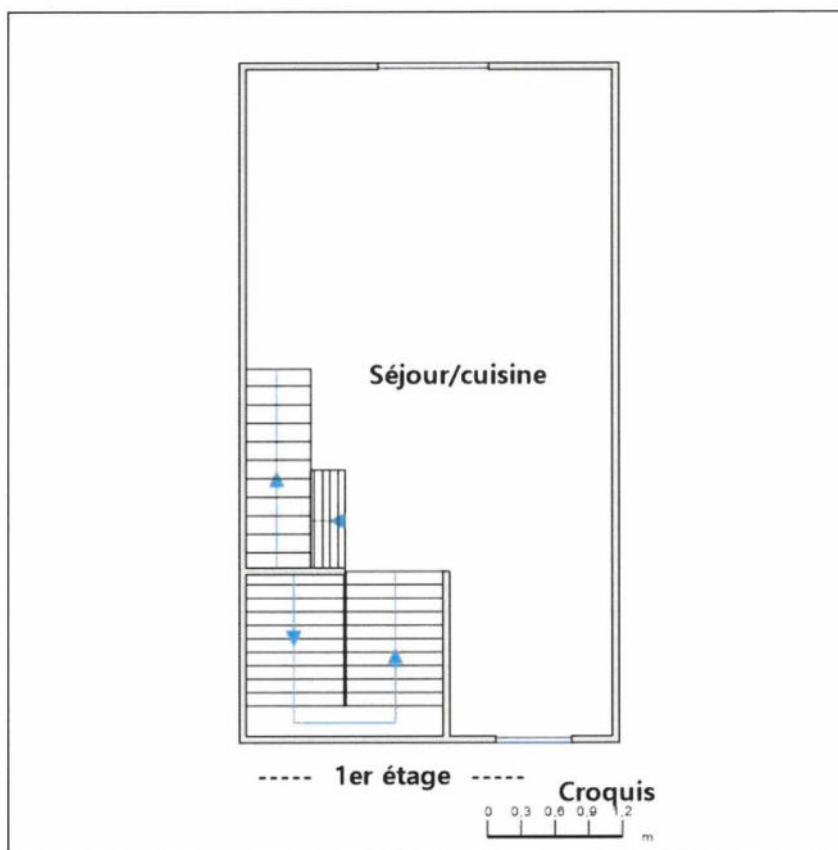 Séjour/cuisine
----- 1er étage -----
Croquis
0 0,3 0,6 0,9 1,2
m